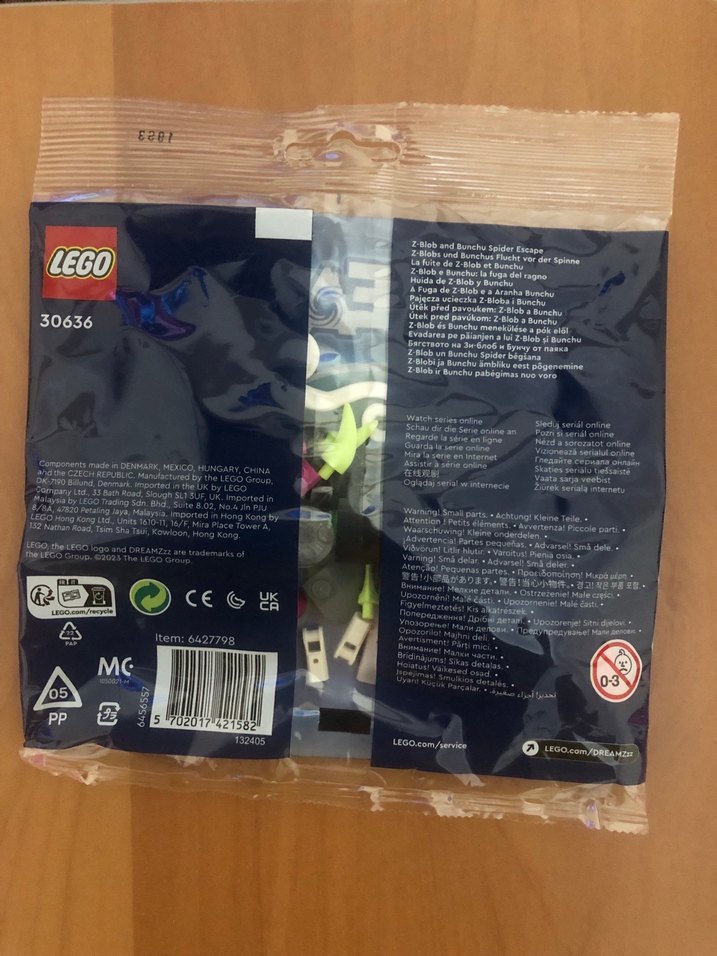 LEGO
30636
Components made in DENMARK, MEXICO, HUNGARY, CHINA
and the CZECH REPUBLIC. Manufactured by the LEGO Group,
DK-7190 Billund, Denmark. Imported in the UK by LEGO
Company Ltd., 33 Bath Road, Slough SL1 3UF, UK. Imported in
Malaysia by LEGO Trading Sdn. Bhd., Suite 8.02, No.4 Jln PJU
8/8A, 47820 Petaling Jaya, Malaysia. Imported in Hong Kong by
LEGO Hong Kong Ltd., Units 1610-11, 16/F, Mira Place Tower A,
132 Nathan Road, Tsim Sha Tsui, Kowloon, Hong Kong.
LEGO, the LEGO logo and DREAMZzz are trademarks of
the LEGO Group. ©2023 The LEGO Group.
FR
LEGO.com/recycle
CE
UK
CA
22
PAP
05
PP
Item: 6427798
6456557
5 702017 421582
132405
Z-Blob and Bunchu Spider Escape
Z-Blobs und Bunchus Flucht vor der Spinne
La fuite de Z-Blob et Bunchu
Z-Blob e Bunchu: la fuga del ragno
Huida de Z-Blob y Bunchu
A Fuga de Z-Blob e a Aranha Bunchu
Pajęcza ucieczka Z-Bloba i Bunchu
Útěk před pavoukem: Z-Blob a Bunchu
Útek pred pavúkom: Z-Blob a Bunchu
Z-Blob és Bunchu menekülése a pók elől
Evadarea pe păianjen a lui Z-Blob și Bunchu
Бягството на Зи-блоб и Бунчу от паяка
Z-Blob un Bunchu Spider bēgšana
Z-Blobi ja Bunchu ämbliku eest põgenemine
Z-Blob ir Bunchu pabėgimas nuo voro
Watch series online
Schau dir die Serie online an
Regarde la série en ligne
Guarda la serie online
Mira la serie en Internet
Assistir à série online
在线观剧
Oglądaj serial w internecie
Sleduj seriál online
Pozri si seriál online
Nézd a sorozatot online
Vizionează serialul online
Гледайте сериала онлайн
Skaties seriālu tiešsaistē
Vaata sarja veebist
Žiūrėk serialą internetu
Warning! Small parts. • Achtung! Kleine Teile. •
Attention ! Petits éléments. • Avvertenza! Piccole parti. •
Waarschuwing! Kleine onderdelen. •
¡Advertencia! Partes pequeñas. • Advarsel! Små dele. •
Viðvörun! Litlir hlutir. • Varoitus! Pieniä osia. •
Varning! Små delar. • Advarsel! Små deler. •
Atenção! Pequenas partes. • Προειδοποίηση! Μικρά μέρη. •
警告!小部品があります。• 警告!当心小物件。• 경고! 작은 부품 포함. •
Внимание! Мелкие детали. • Ostrzeżenie! Małe części. •
Upozornění! Malé části. • Upozornenie! Malé časti. •
Figyelmeztetés! Kis alkatrészek. •
Попередження! Дрібні деталі. • Upozorenje! Sitni dijelovi. •
Упозорење! Мали делови. • Предупредување! Мали делови. •
Opozorilo! Majhni deli. •
Avertisment! Părți mici. •
Внимание! Малки части. •
Brīdinājums! Sīkas detaļas. •
Hoiatus! Väikesed osad. •
Įspėjimas! Smulkios detalės. •
Uyarı! Küçük Parçalar. • تحذير! أجزاء صغيرة.
0-3
LEGO.com/service
LEGO.com/DREAMZzz